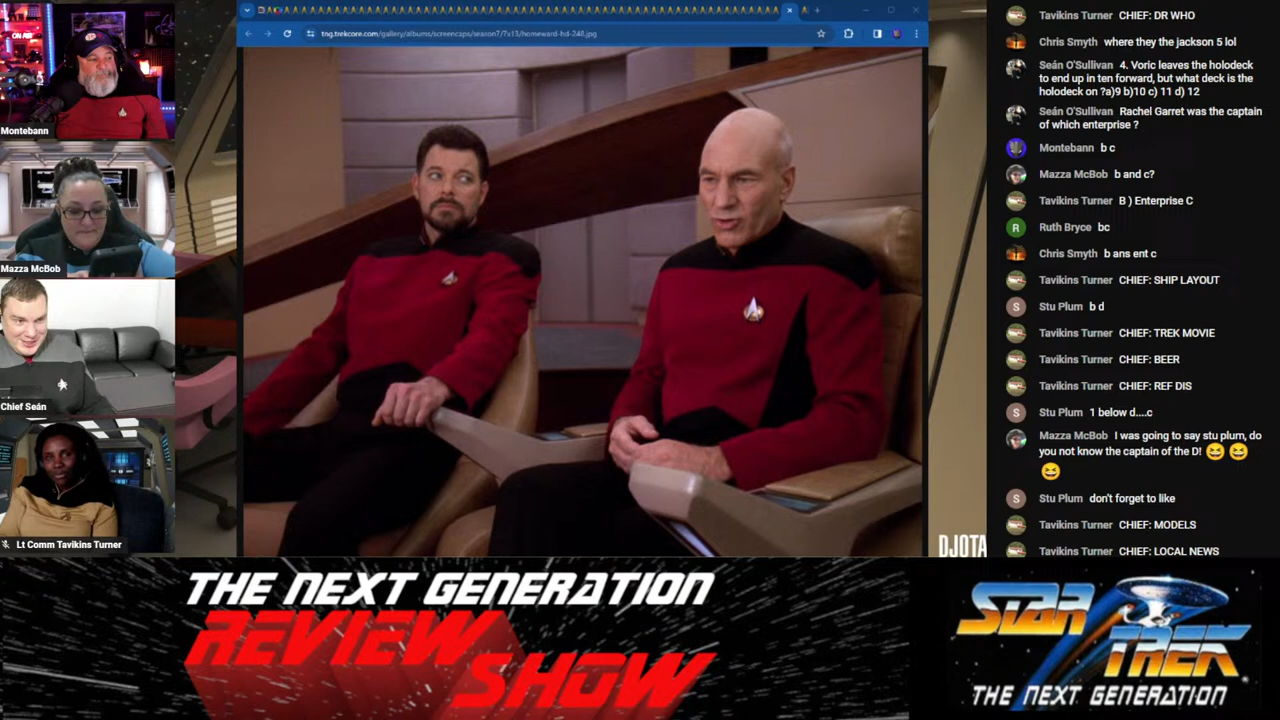 ON AIR
Montebann
Mazza McBob
Chief Seán
Lt Comm Tavikins Turner
tng.trekcore.com/gallery/albums/screencaps/season7/7x13/homeward-hd-248.jpg
Tavikins Turner CHIEF: DR WHO
Chris Smyth where they the jackson 5 lol
Seán O'Sullivan 4. Voric leaves the holodeck
to end up in ten forward, but what deck is the
holodeck on ?a)9 b)10 c) 11 d) 12
Seán O'Sullivan Rachel Garret was the captain
of which enterprise ?
Montebann b c
Mazza McBob b and c?
Tavikins Turner B ) Enterprise C
R
Ruth Bryce bc
Chris Smyth b ans ent c
Tavikins Turner CHIEF: SHIP LAYOUT
S
Stu Plum b d
Tavikins Turner CHIEF: TREK MOVIE
Tavikins Turner CHIEF: BEER
Tavikins Turner CHIEF: REF DIS
S
Stu Plum 1 below d....c
Mazza McBob I was going to say stu plum, do
you not know the captain of the D! 😆 😆
😆
S
Stu Plum don't forget to like
Tavikins Turner CHIEF: MODELS
Tavikins Turner CHIEF: LOCAL NEWS
DJOTA
THE NEXT GENERATION
REVIEW
SHOW
STAR
TREK
THE NEXT GENERATION